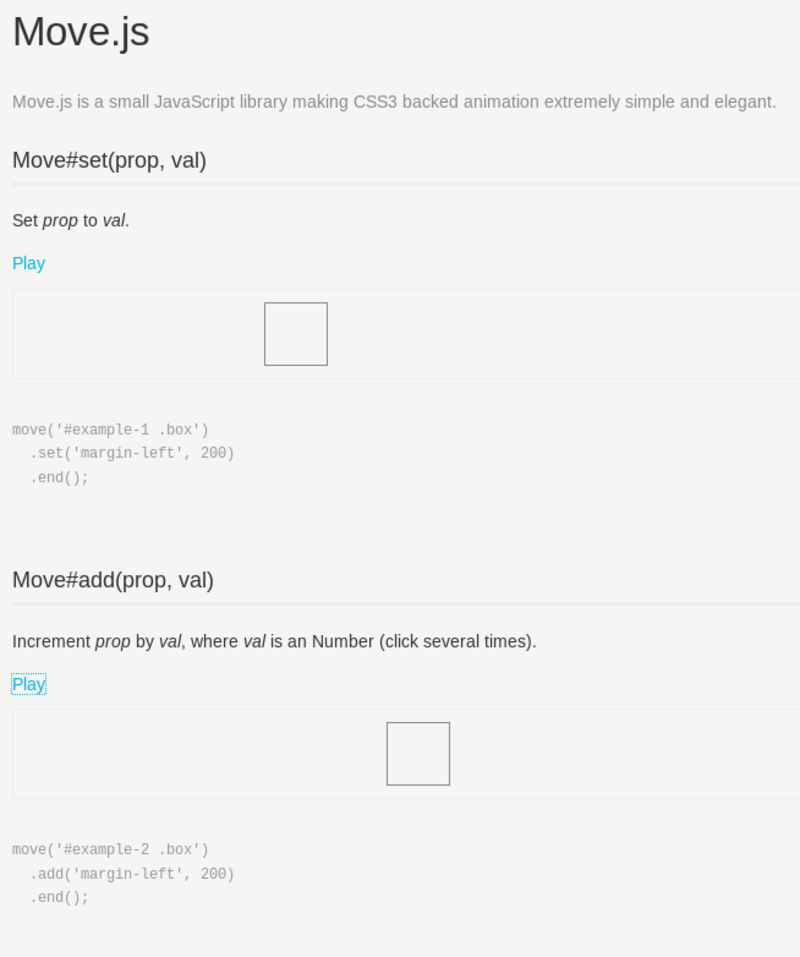 Move.js
Move.js is a small JavaScript library making CSS3 backed animation extremely simple and elegant.
Move#set(prop, val)
Set prop to val.
Play
move('#example-1 .box')
  .set('margin-left', 200)
  .end();
Move#add(prop, val)
Increment prop by val, where val is an Number (click several times).
Play
move('#example-2 .box')
  .add('margin-left', 200)
  .end();